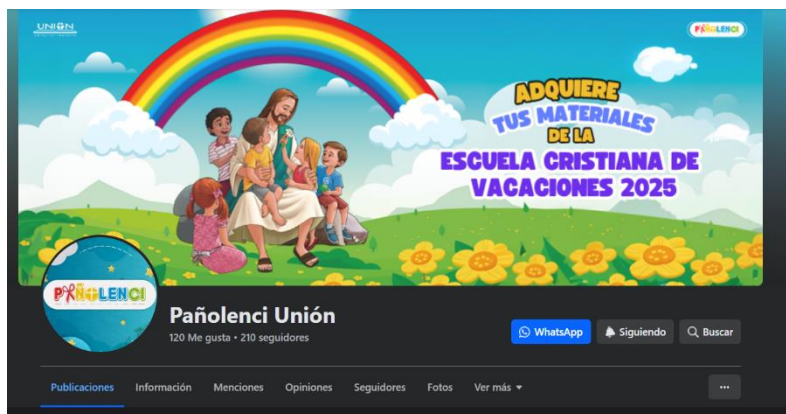 UNIÓN
PAÑOLENCI
ADQUIERE
TUS MATERIALES
DE LA
ESCUELA CRISTIANA DE
VACACIONES 2025
PAÑOLENCI
Pañolenci Unión
120 Me gusta • 210 seguidores
WhatsApp
Siguiendo
Buscar
Publicaciones
Información
Menciones
Opiniones
Seguidores
Fotos
Ver más